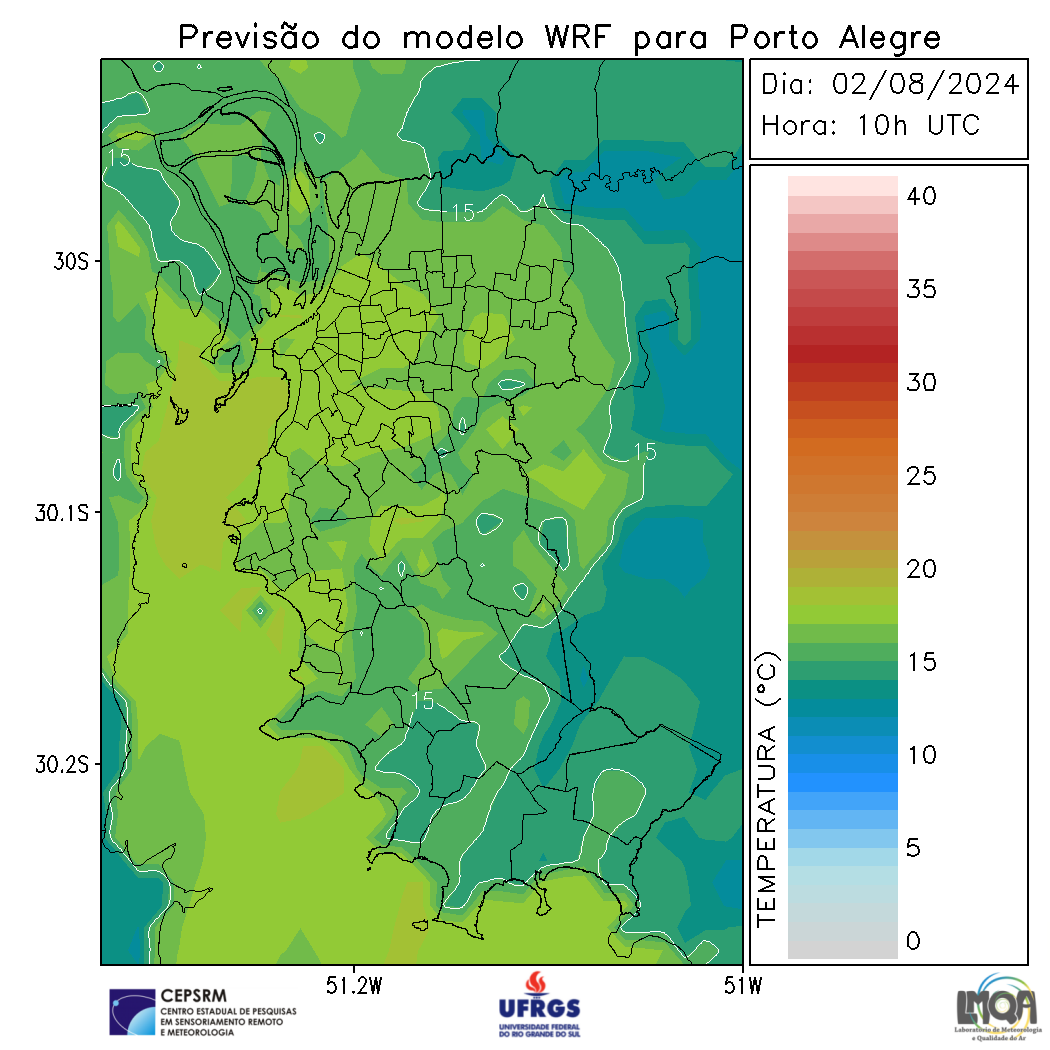 Previsão do modelo WRF para Porto Alegre
Dia: 02/08/2024
Hora: 10h UTC
40
35
30
25
20
15
10
5
0
TEMPERATURA (°C)
15
15
15
15
30S
30.1S
30.2S
51.2W
51W
CEPSRM
CENTRO ESTADUAL DE PESQUISAS
EM SENSORIAMENTO REMOTO
E METEOROLOGIA
UFRGS
UNIVERSIDADE FEDERAL
DO RIO GRANDE DO SUL
LMQA
Laboratório de Meteorologia
e Qualidade do Ar